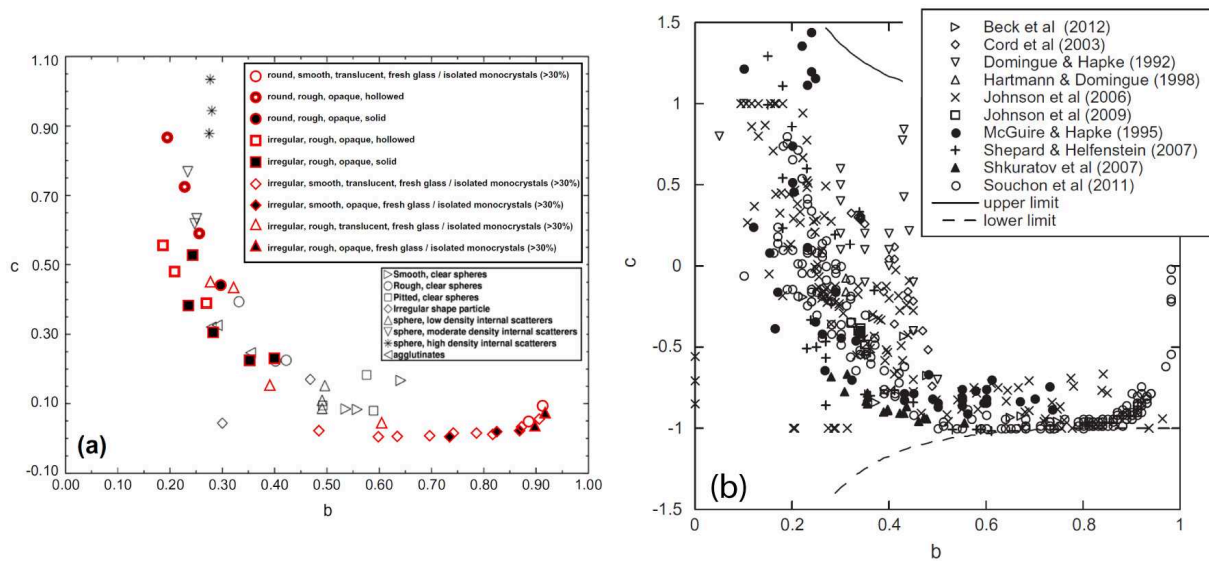 1.10
0.90
0.70
0.50
0.30
0.10
-0.10
c
0.00 0.10 0.20 0.30 0.40 0.50 0.60 0.70 0.80 0.90 1.00
b
(a)
round, smooth, translucent, fresh glass / isolated monocrystals (>30%)
round, rough, opaque, hollowed
round, rough, opaque, solid
irregular, rough, opaque, hollowed
irregular, rough, opaque, solid
irregular, smooth, translucent, fresh glass / isolated monocrystals (>30%)
irregular, smooth, opaque, fresh glass / isolated monocrystals (>30%)
irregular, rough, translucent, fresh glass / isolated monocrystals (>30%)
irregular, rough, opaque, fresh glass / isolated monocrystals (>30%)
Smooth, clear spheres
Rough, clear spheres
Pitted, clear spheres
Irregular shape particle
sphere, low density internal scatterers
sphere, moderate density internal scatterers
sphere, high density internal scatterers
agglutinates
1.5
1
0.5
0
-0.5
-1
-1.5
c
0 0.2 0.4 0.6 0.8 1
b
(b)
Beck et al (2012)
Cord et al (2003)
Domingue & Hapke (1992)
Hartmann & Domingue (1998)
Johnson et al (2006)
Johnson et al (2009)
McGuire & Hapke (1995)
Shepard & Helfenstein (2007)
Shkuratov et al (2007)
Souchon et al (2011)
upper limit
lower limit